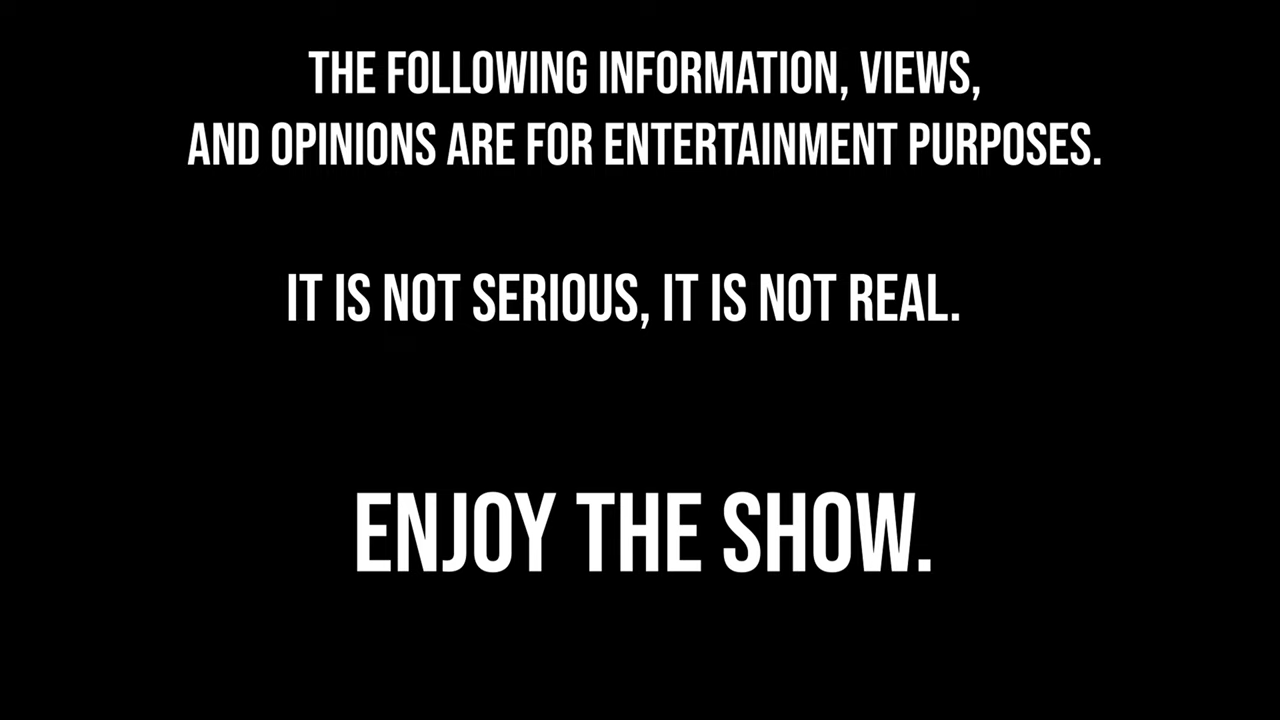 THE FOLLOWING INFORMATION, VIEWS,
AND OPINIONS ARE FOR ENTERTAINMENT PURPOSES.
IT IS NOT SERIOUS, IT IS NOT REAL.
ENJOY THE SHOW.